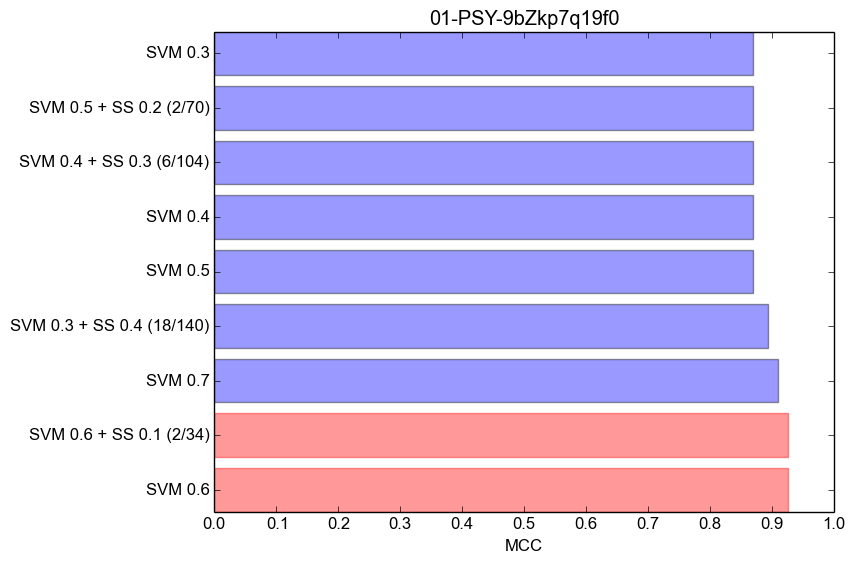 01-PSY-9bZkp7q19f0
SVM 0.3
SVM 0.5 + SS 0.2 (2/70)
SVM 0.4 + SS 0.3 (6/104)
SVM 0.4
SVM 0.5
SVM 0.3 + SS 0.4 (18/140)
SVM 0.7
SVM 0.6 + SS 0.1 (2/34)
SVM 0.6
0.0 0.1 0.2 0.3 0.4 0.5 0.6 0.7 0.8 0.9 1.0
MCC